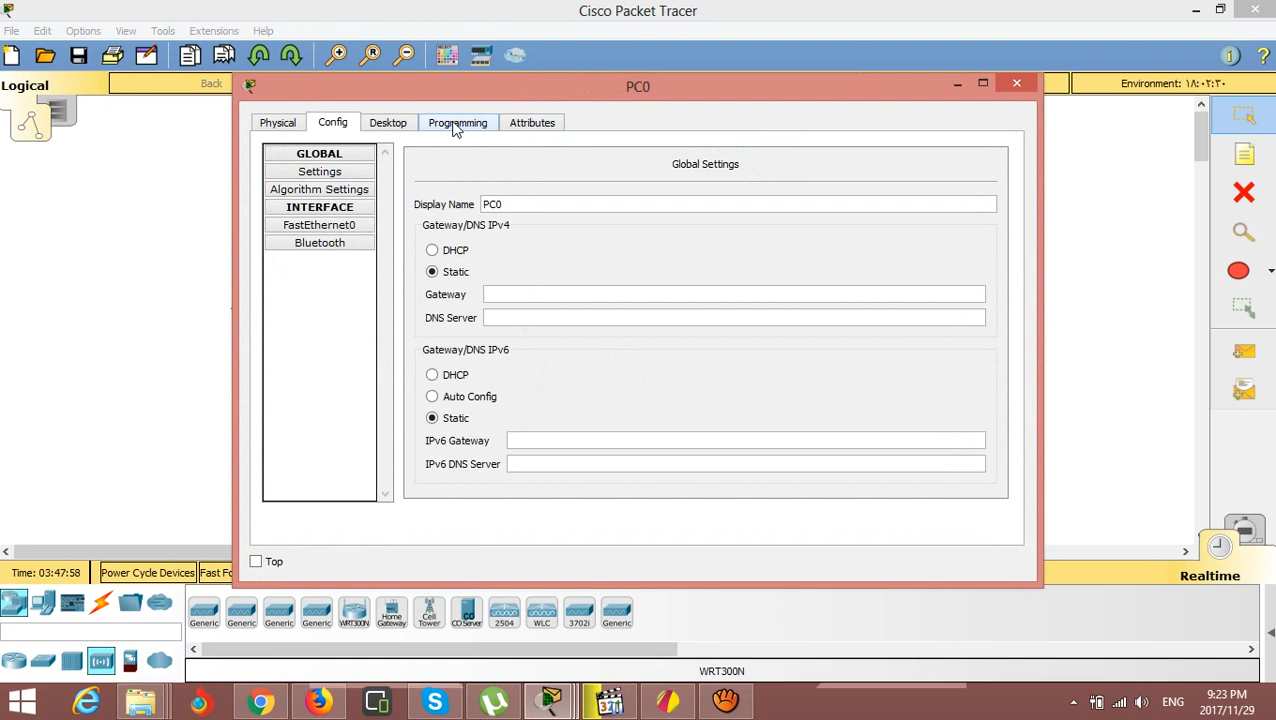 Cisco Packet Tracer
File Edit Options View Tools Extensions Help
Logical
Back
Environment: ١٨:٠٢:٣٠
PC0
Physical Config Desktop Programming Attributes
GLOBAL
Settings
Algorithm Settings
INTERFACE
FastEthernet0
Bluetooth
Global Settings
Display Name PC0
Gateway/DNS IPv4
DHCP
Static
Gateway
DNS Server
Gateway/DNS IPv6
DHCP
Auto Config
Static
IPv6 Gateway
IPv6 DNS Server
Top
Time: 03:47:58 Power Cycle Devices Fast Fo
Realtime
Generic Generic Generic Generic WRT300N Home Gateway Cell Tower CO Server 2504 WLC 3702i Generic
WRT300N
ENG
9:23 PM
2017/11/29